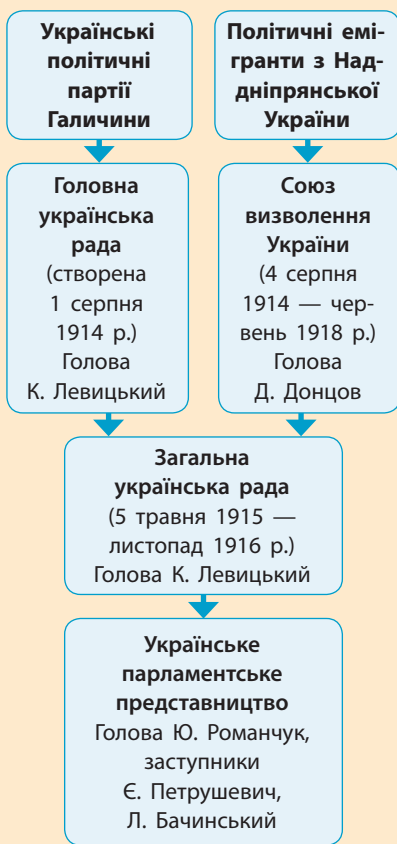 Українські
політичні
партії
Галичини
Політичні емі-
гранти з Над-
дніпрянської
України
Головна
українська
рада
(створена
1 серпня
1914 р.)
Голова
К. Левицький
Союз
визволення
України
(4 серпня
1914 — чер-
вень 1918 р.)
Голова
Д. Донцов
Загальна
українська рада
(5 травня 1915 —
листопад 1916 р.)
Голова К. Левицький
Українське
парламентське
представництво
Голова Ю. Романчук,
заступники
Є. Петрушевич,
Л. Бачинський